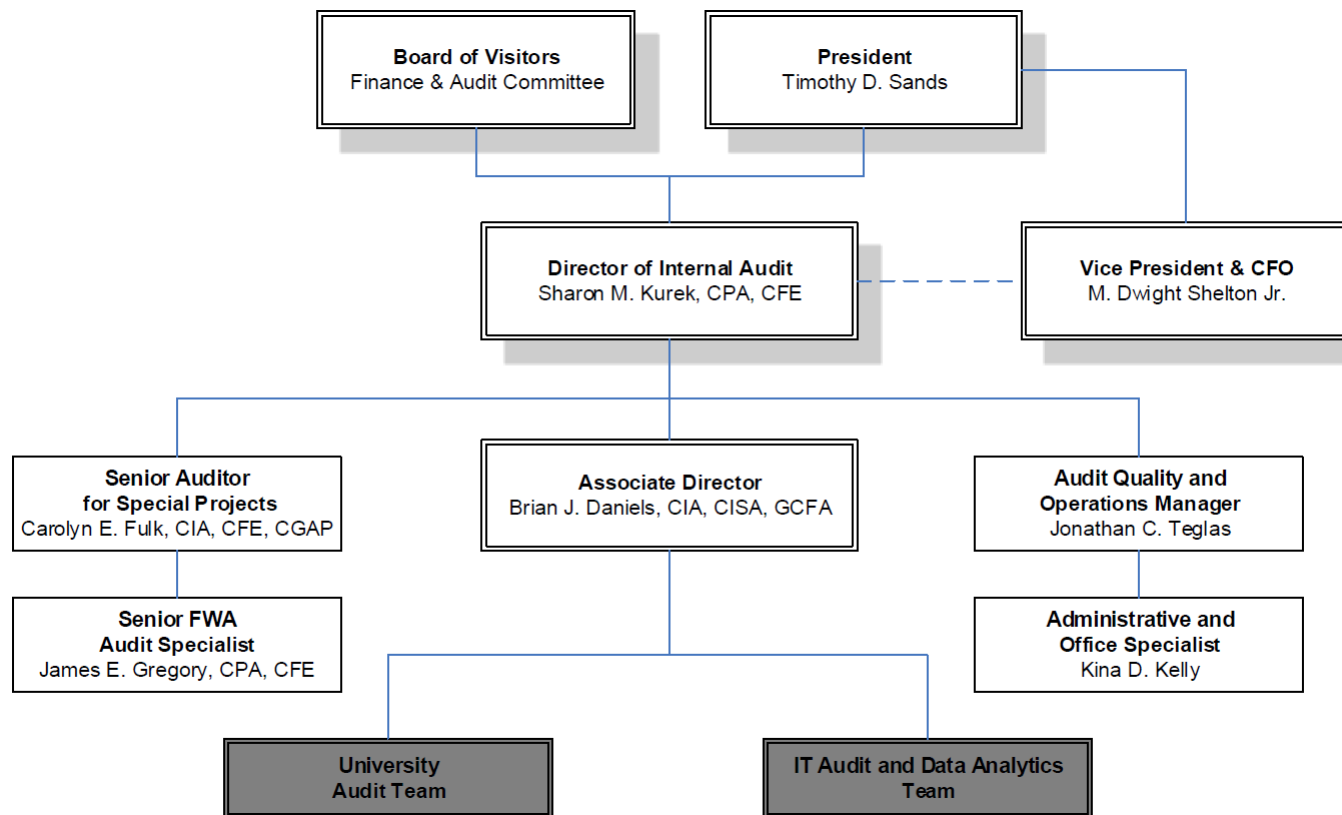 Board of Visitors
Finance & Audit Committee
President
Timothy D. Sands
Director of Internal Audit
Sharon M. Kurek, CPA, CFE
Vice President & CFO
M. Dwight Shelton Jr.
Senior Auditor
for Special Projects
Carolyn E. Fulk, CIA, CFE, CGAP
Associate Director
Brian J. Daniels, CIA, CISA, GCFA
Audit Quality and
Operations Manager
Jonathan C. Teglas
Senior FWA
Audit Specialist
James E. Gregory, CPA, CFE
Administrative and
Office Specialist
Kina D. Kelly
University
Audit Team
IT Audit and Data Analytics
Team